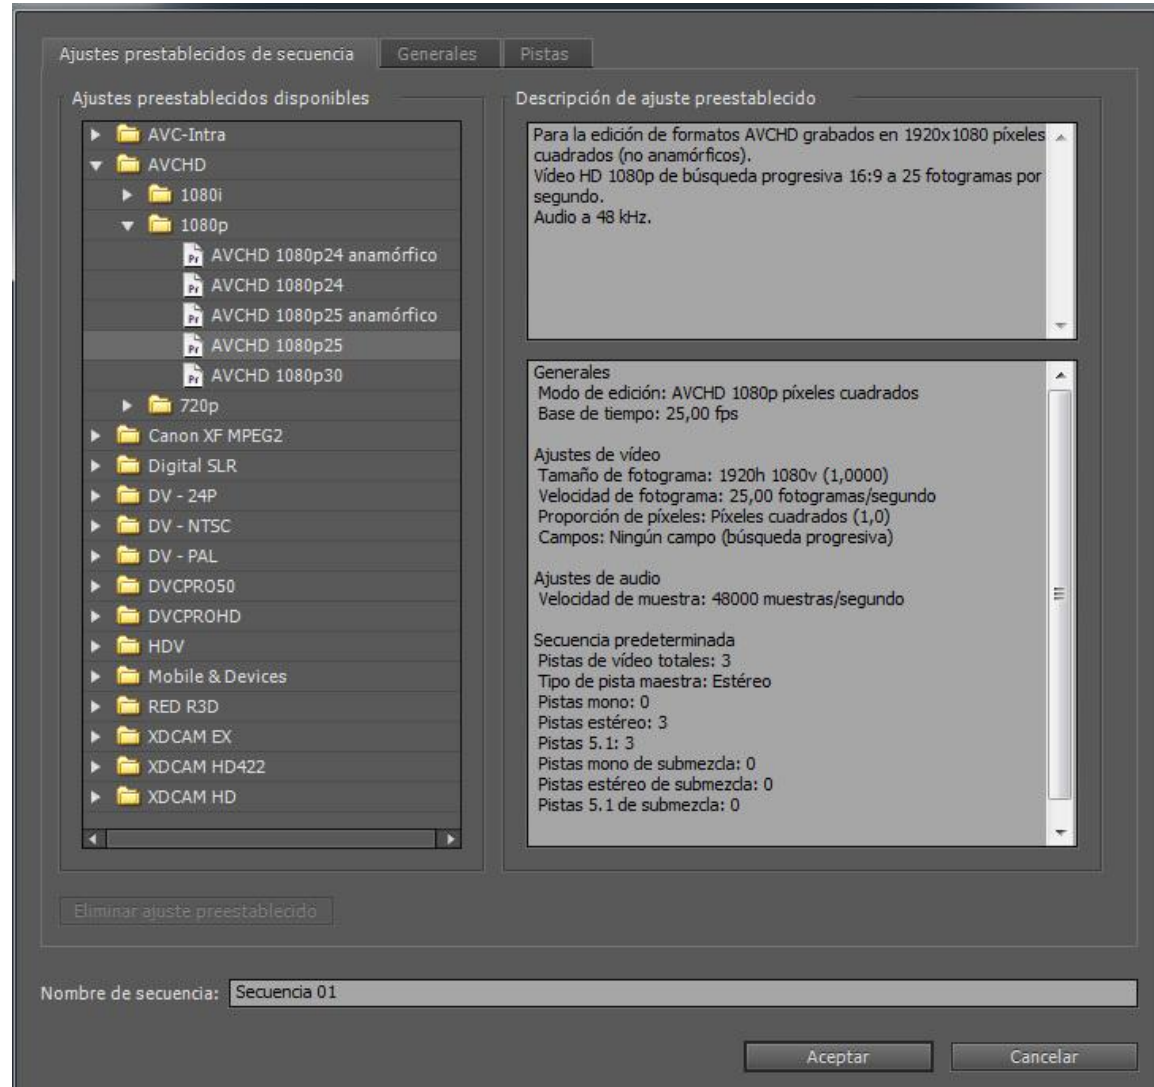 Ajustes prestablecidos de secuencia
Generales
Pistas
Ajustes preestablecidos disponibles
AVC-Intra
AVCHD
1080i
1080p
AVCHD 1080p24 anamórfico
AVCHD 1080p24
AVCHD 1080p25 anamórfico
AVCHD 1080p25
AVCHD 1080p30
720p
Canon XF MPEG2
Digital SLR
DV - 24P
DV - NTSC
DV - PAL
DVCPRO50
DVCPROHD
HDV
Mobile & Devices
RED R3D
XDCAM EX
XDCAM HD422
XDCAM HD
Descripción de ajuste preestablecido
Para la edición de formatos AVCHD grabados en 1920x1080 píxeles
cuadrados (no anamórficos).
Vídeo HD 1080p de búsqueda progresiva 16:9 a 25 fotogramas por
segundo.
Audio a 48 kHz.
Generales
Modo de edición: AVCHD 1080p píxeles cuadrados
Base de tiempo: 25,00 fps
Ajustes de vídeo
Tamaño de fotograma: 1920h 1080v (1,0000)
Velocidad de fotograma: 25,00 fotogramas/segundo
Proporción de píxeles: Píxeles cuadrados (1,0)
Campos: Ningún campo (búsqueda progresiva)
Ajustes de audio
Velocidad de muestra: 48000 muestras/segundo
Secuencia predeterminada
Pistas de vídeo totales: 3
Tipo de pista maestra: Estéreo
Pistas mono: 0
Pistas estéreo: 3
Pistas 5.1: 3
Pistas mono de submezcla: 0
Pistas estéreo de submezcla: 0
Pistas 5.1 de submezcla: 0
Eliminar ajuste preestablecido
Nombre de secuencia: Secuencia 01
Aceptar
Cancelar